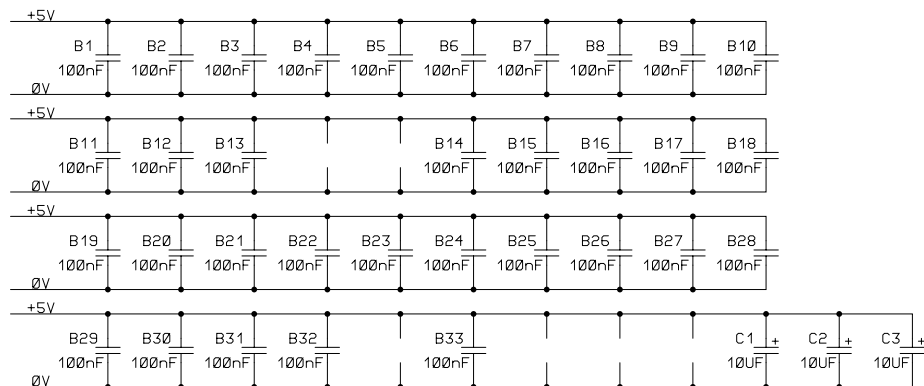 +5V
B1 B2 B3 B4 B5 B6 B7 B8 B9 B10
100nF 100nF 100nF 100nF 100nF 100nF 100nF 100nF 100nF 100nF
0V
+5V
B11 B12 B13 B14 B15 B16 B17 B18
100nF 100nF 100nF 100nF 100nF 100nF 100nF 100nF
0V
+5V
B19 B20 B21 B22 B23 B24 B25 B26 B27 B28
100nF 100nF 100nF 100nF 100nF 100nF 100nF 100nF 100nF 100nF
0V
+5V
B29 B30 B31 B32 B33 C1 + C2 + C3 +
100nF 100nF 100nF 100nF 100nF 10UF 10UF 10UF
0V